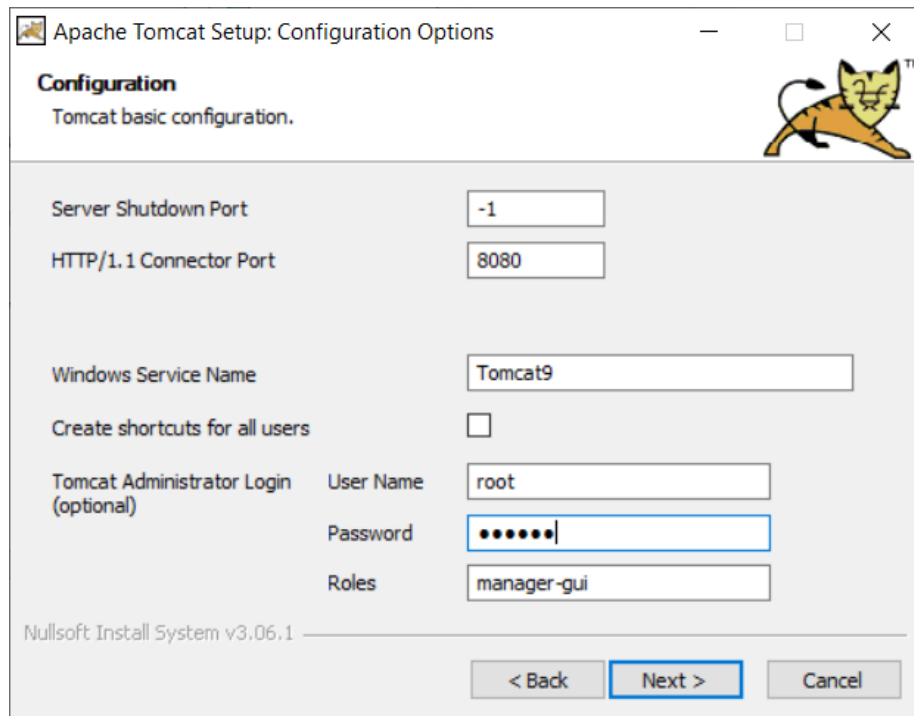 Apache Tomcat Setup: Configuration Options
Configuration
Tomcat basic configuration.
TM
Server Shutdown Port -1
HTTP/1.1 Connector Port 8080
Windows Service Name Tomcat9
Create shortcuts for all users
Tomcat Administrator Login (optional) User Name root
Password ●●●●●●
Roles manager-gui
Nullsoft Install System v3.06.1
< Back Next > Cancel